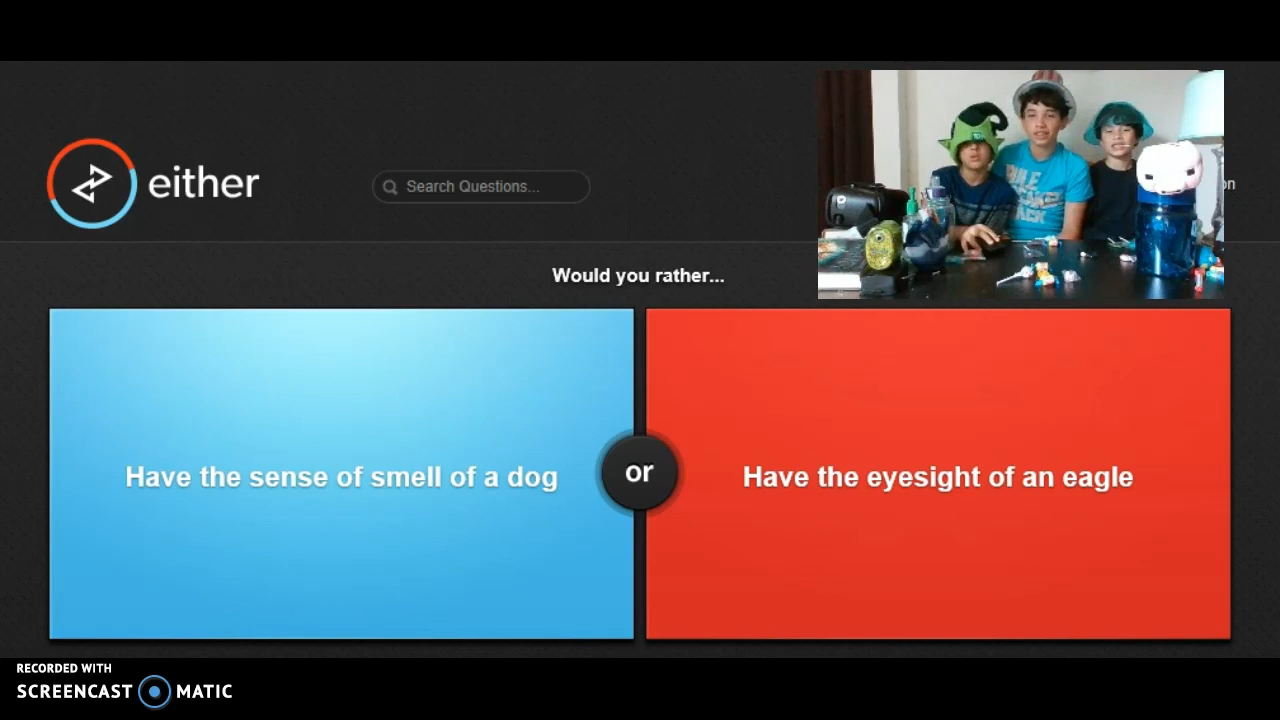 either
Search Questions...
on
Would you rather...
Have the sense of smell of a dog
or
Have the eyesight of an eagle
RECORDED WITH
SCREENCAST MATIC